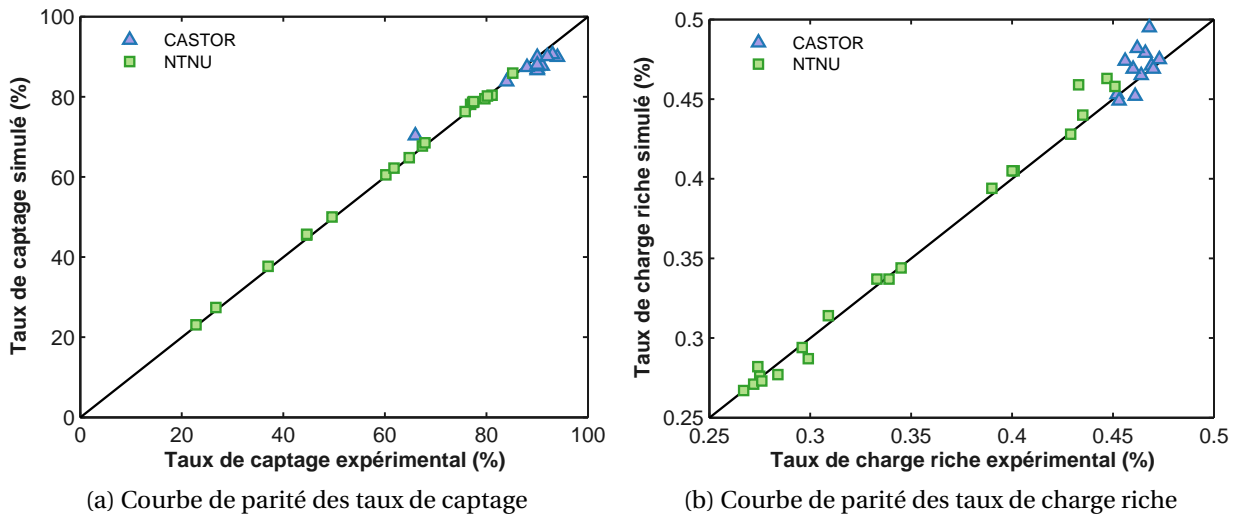 100
80
60
40
20
0
Taux de captage simulé (%)
CASTOR
NTNU
0 20 40 60 80 100
Taux de captage expérimental (%)
(a) Courbe de parité des taux de captage
0.5
0.45
0.4
0.35
0.3
0.25
Taux de charge riche simulé (%)
CASTOR
NTNU
0.25 0.3 0.35 0.4 0.45 0.5
Taux de charge riche expérimental (%)
(b) Courbe de parité des taux de charge riche